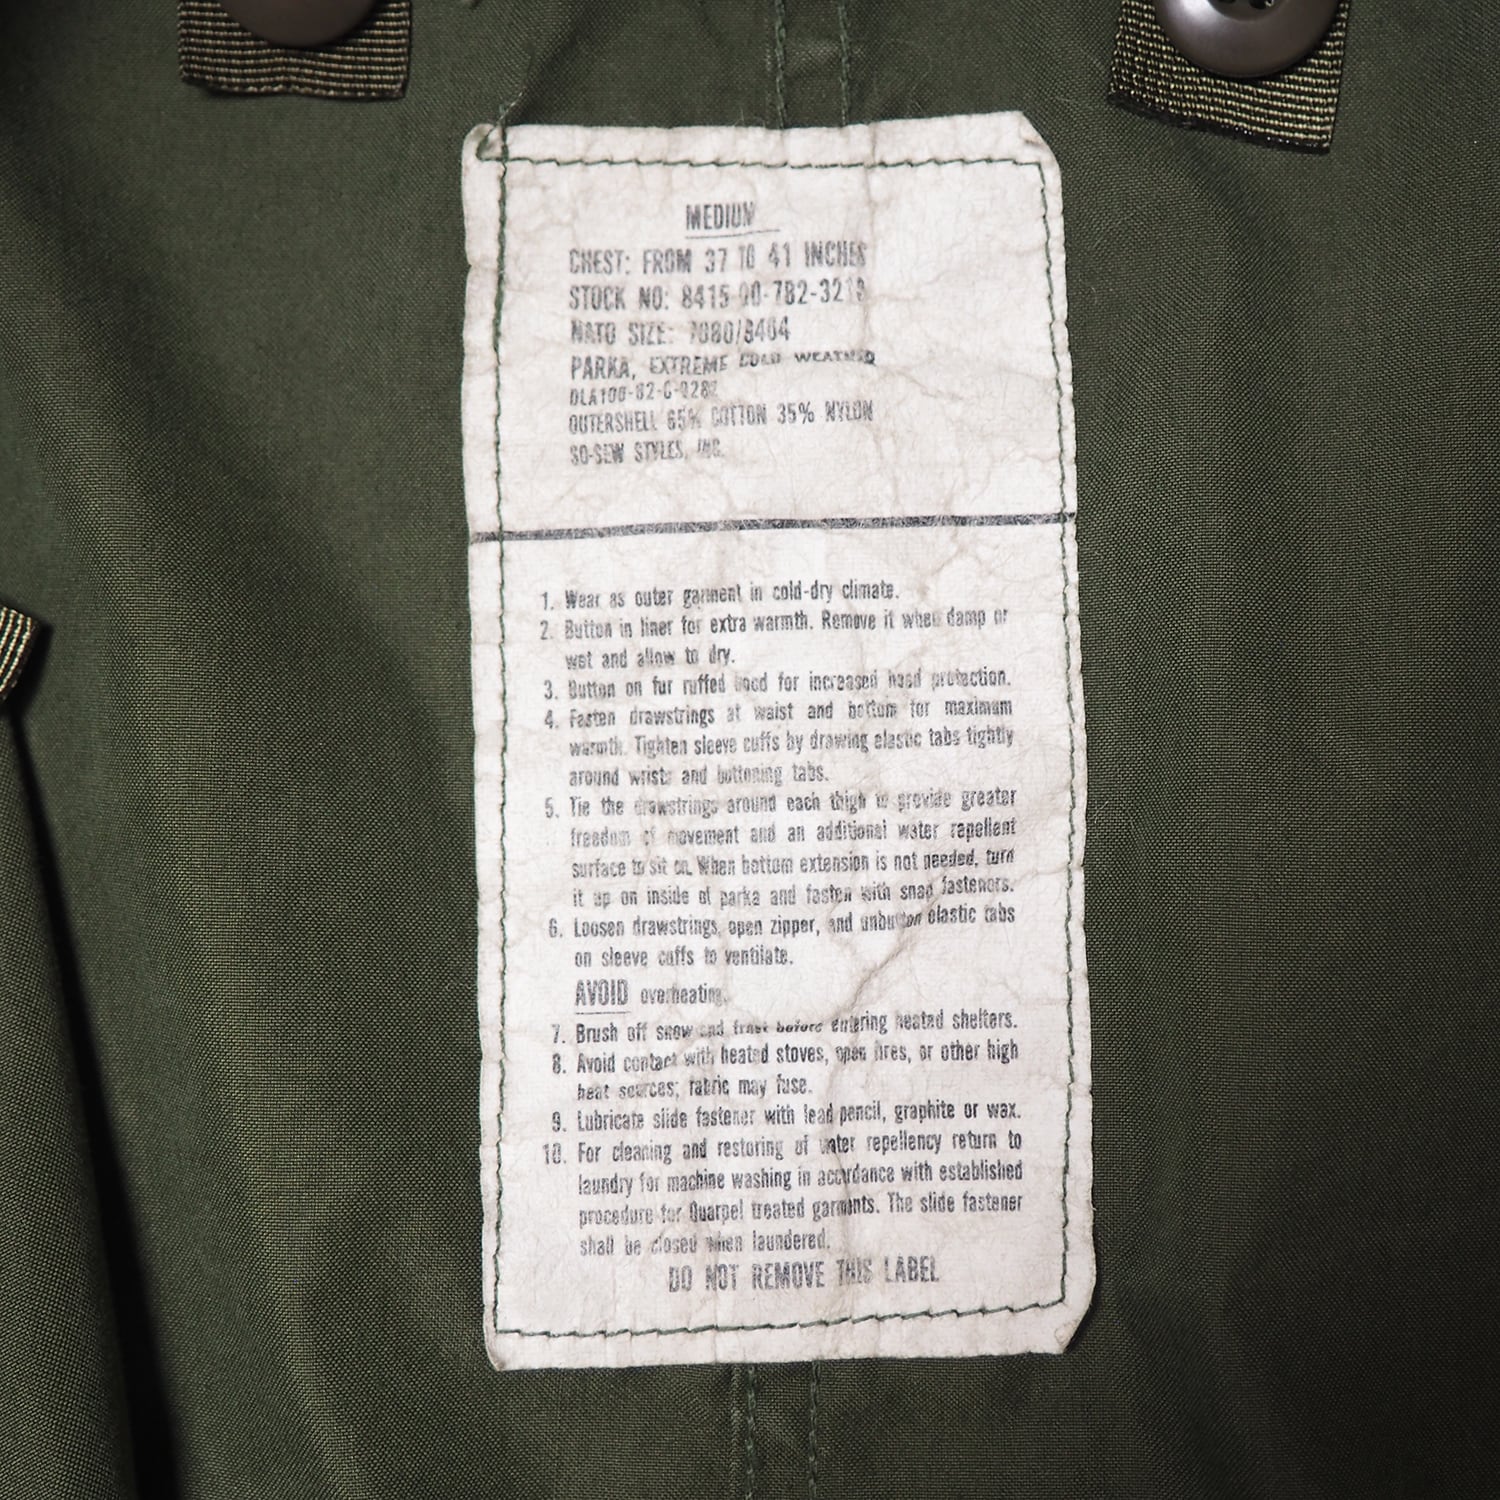 MEDIUM
CHEST: FROM 37 TO 41 INCHES
STOCK NO: 8415-00-782-3218
NATO SIZE: 7080/9404
PARKA, EXTREME COLD WEATHER
OUTERSHELL 65% COTTON 35% NYLON
SO-SEW STYLES, INC.
1. Wear as outer garment in cold-dry climate.
2. Button in liner for extra warmth. Remove it when damp or
wet and allow to dry.
3. Button on fur ruffed hood for increased head protection.
4. Fasten drawstrings at waist and bottom for maximum
warmth. Tighten sleeve cuffs by drawing elastic tabs tightly
around wrists and buttoning tabs.
5. Tie the drawstrings around each thigh to provide greater
freedom of movement and an additional water repellent
surface to sit on. When bottom extension is not needed, turn
it up on inside of parka and fasten with snap fasteners.
6. Loosen drawstrings, open zipper, and unbutton elastic tabs
on sleeve cuffs to ventilate.
AVOID overheating.
7. Brush off snow and frost before entering heated shelters.
8. Avoid contact with heated stoves, open fires, or other high
heat sources; fabric may fuse.
9. Lubricate slide fastener with lead pencil, graphite or wax.
10. For cleaning and restoring of water repellency return to
laundry for machine washing in accordance with established
procedure for Quarpel treated garments. The slide fastener
shall be closed when laundered.
DO NOT REMOVE THIS LABEL